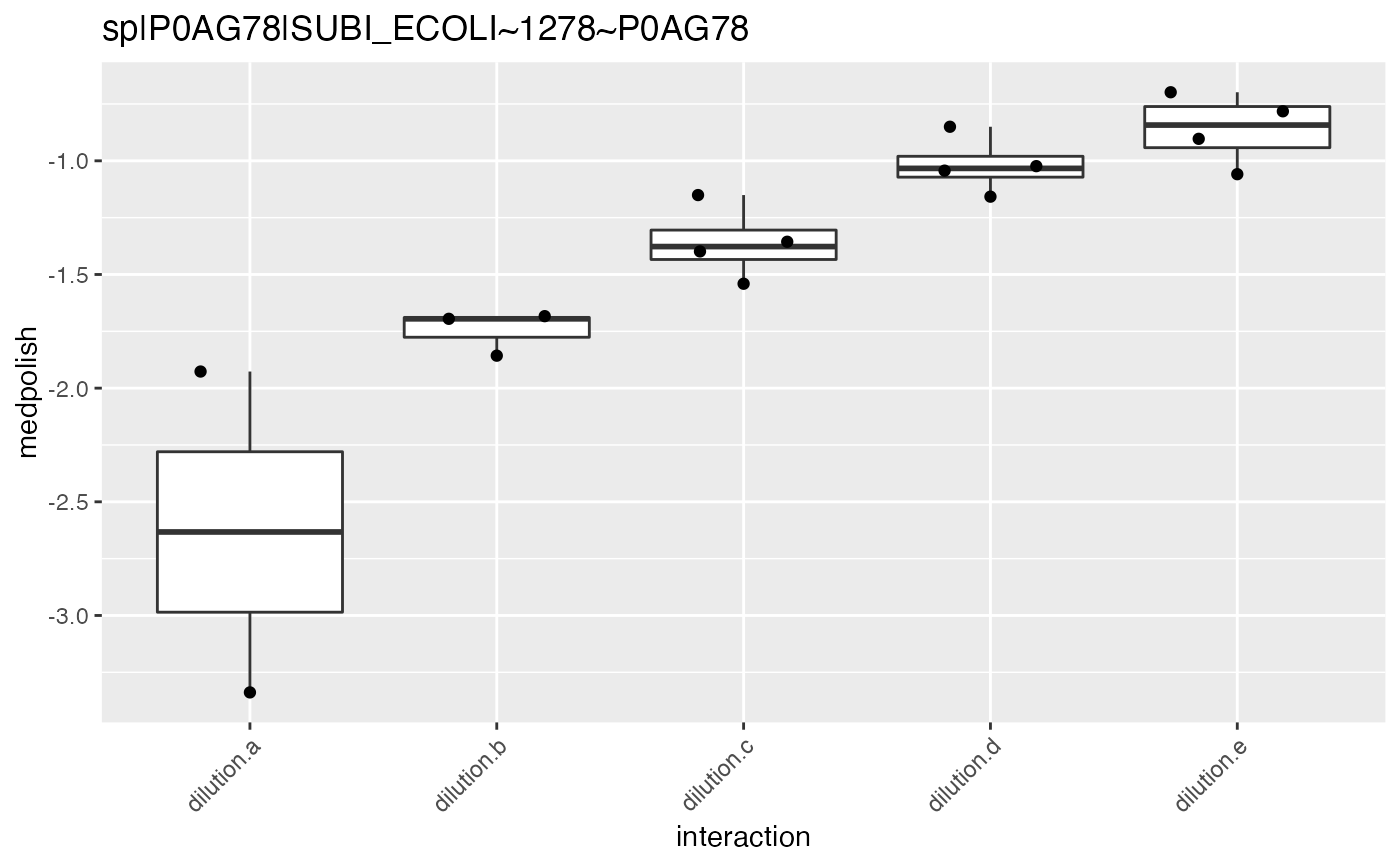 sp|P0AG78|SUBI_ECOLI~1278~P0AG78
medpolish
-1.0
-1.5
-2.0
-2.5
-3.0
dilution.a
dilution.b
dilution.c
dilution.d
dilution.e
interaction